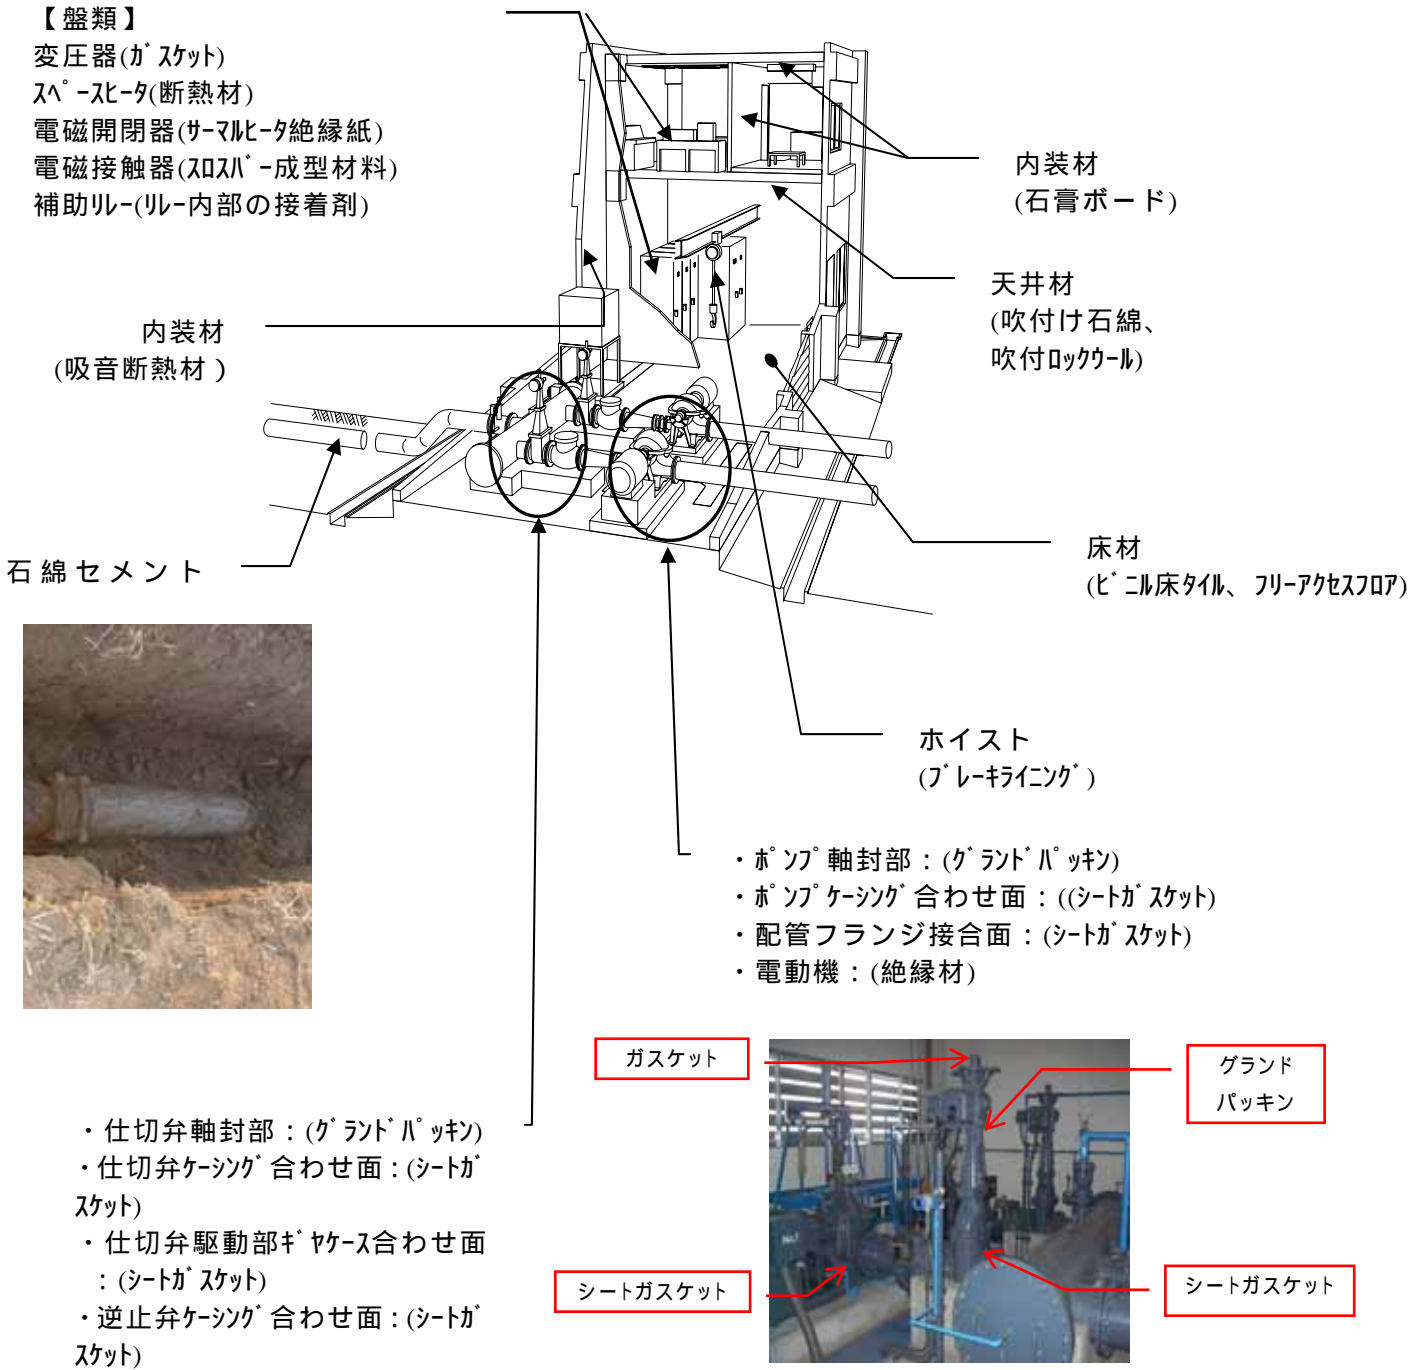 【盤類】
変圧器(ｶﾞｽｹｯﾄ)
ｽﾍﾟｰｽﾋｰﾀ(断熱材)
電磁開閉器(ｻｰﾏﾙﾋｰﾀ絶縁紙)
電磁接触器(ｽﾛｽﾊﾞｰ成型材料)
補助ﾘﾚｰ(ﾘﾚｰ内部の接着剤)
内装材
(石膏ボード)
天井材
(吹付け石綿、
吹付ﾛｯｸｳｰﾙ)
内装材
(吸音断熱材)
石綿セメント
床材
(ﾋﾞﾆﾙ床ﾀｲﾙ、ﾌﾘｰｱｸｾｽﾌﾛｱ)
ホイスト
(ﾌﾞﾚｰｷﾗｲﾆﾝｸﾞ)
・ﾎﾟﾝﾌﾟ軸封部：(ｸﾞﾗﾝﾄﾞﾊﾟｯｷﾝ)
・ﾎﾟﾝﾌﾟｹｰｼﾝｸﾞ合わせ面：((ｼｰﾄｶﾞｽｹｯﾄ)
・配管フランジ接合面：(ｼｰﾄｶﾞｽｹｯﾄ)
・電動機：(絶縁材)
・仕切弁軸封部：(ｸﾞﾗﾝﾄﾞﾊﾟｯｷﾝ)
・仕切弁ｹｰｼﾝｸﾞ合わせ面：(ｼｰﾄｶﾞ
ｽｹｯﾄ)
・仕切弁駆動部ｷﾞﾔｹｰｽ合わせ面
：(ｼｰﾄｶﾞｽｹｯﾄ)
・逆止弁ｹｰｼﾝｸﾞ合わせ面：(ｼｰﾄｶﾞ
ｽｹｯﾄ)
ガスケット
グランド
パッキン
シートガスケット
シートガスケット